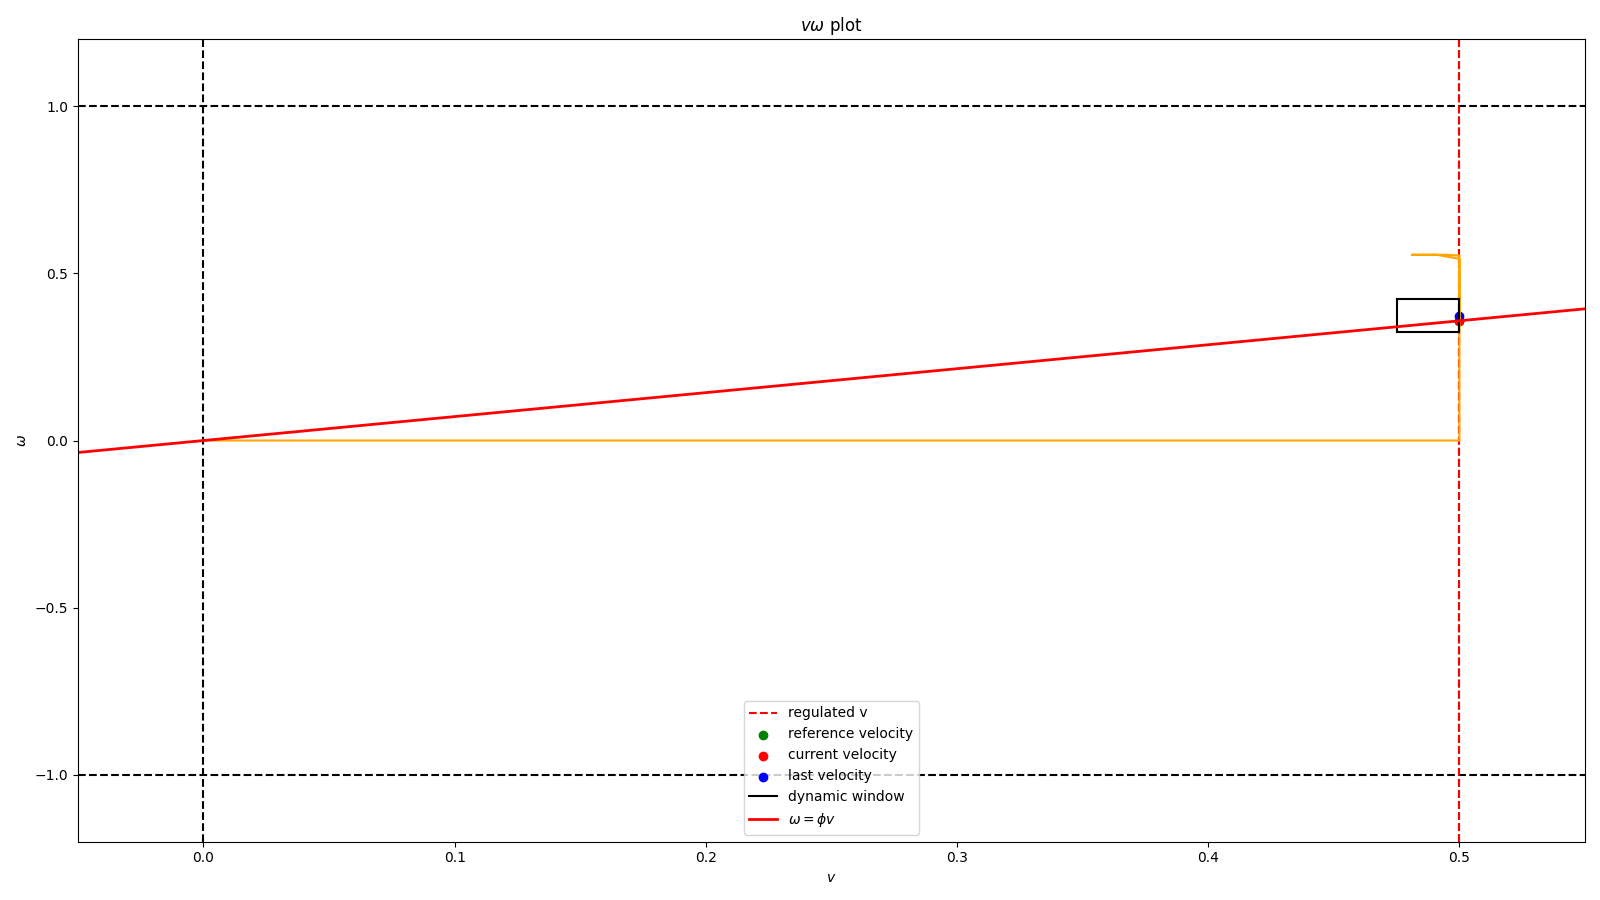 vω plot
1.0
0.5
0.0
−0.5
−1.0
ω
regulated v
reference velocity
current velocity
last velocity
dynamic window
ω = ϕv
0.0 0.1 0.2 0.3 0.4 0.5
v